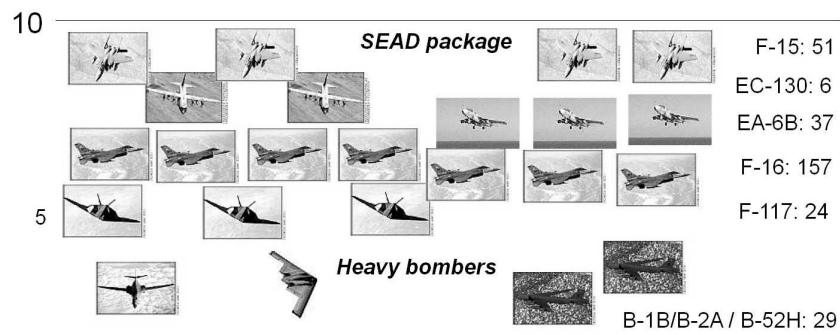 10
SEAD package
F-15: 51
EC-130: 6
EA-6B: 37
F-16: 157
5
F-117: 24
Heavy bombers
B-1B/B-2A / B-52H: 29